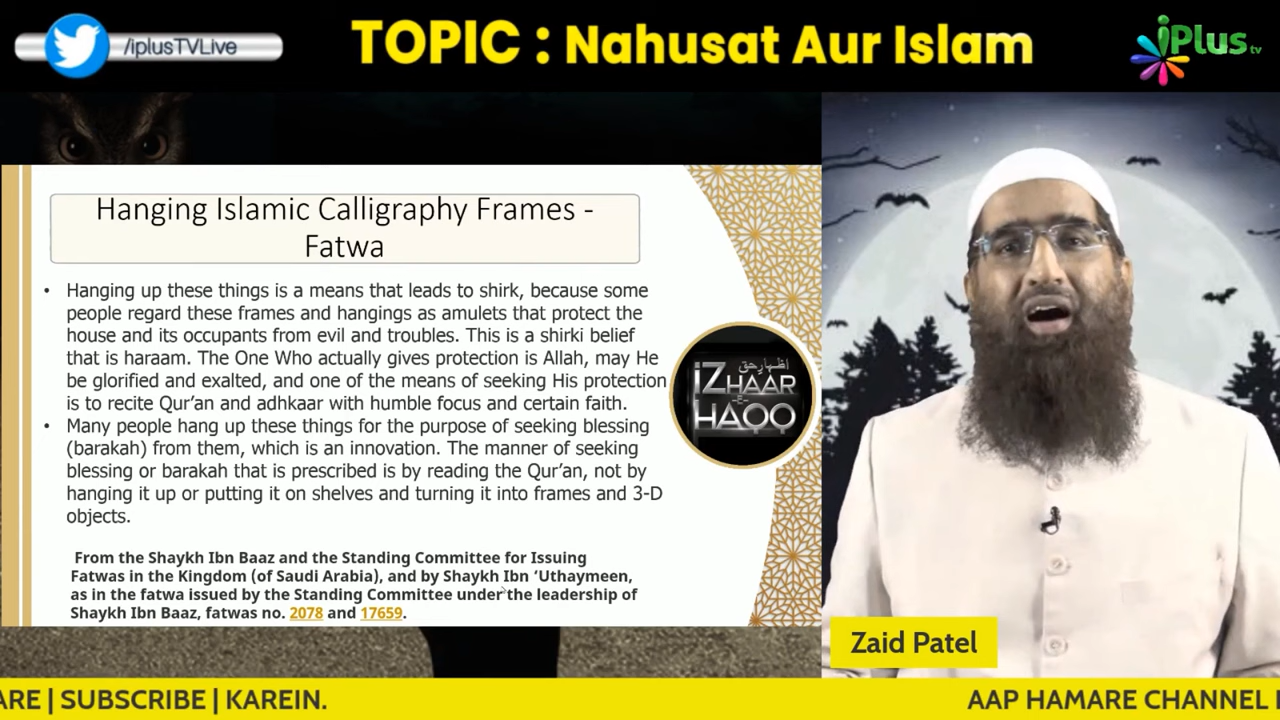 /iplusTVLive
TOPIC : Nahusat Aur Islam
iPlus tv
Hanging Islamic Calligraphy Frames -
Fatwa
• Hanging up these things is a means that leads to shirk, because some
people regard these frames and hangings as amulets that protect the
house and its occupants from evil and troubles. This is a shirki belief
that is haraam. The One Who actually gives protection is Allah, may He
be glorified and exalted, and one of the means of seeking His protection
is to recite Qur’an and adhkaar with humble focus and certain faith.
• Many people hang up these things for the purpose of seeking blessing
(barakah) from them, which is an innovation. The manner of seeking
blessing or barakah that is prescribed is by reading the Qur’an, not by
hanging it up or putting it on shelves and turning it into frames and 3-D
objects.
From the Shaykh Ibn Baaz and the Standing Committee for Issuing
Fatwas in the Kingdom (of Saudi Arabia), and by Shaykh Ibn ‘Uthaymeen,
as in the fatwa issued by the Standing Committee under the leadership of
Shaykh Ibn Baaz, fatwas no. 2078 and 17659.
اظہارِ حق
iZHAAR
-E-
HAQQ
Zaid Patel
ARE | SUBSCRIBE | KAREIN.
AAP HAMARE CHANNEL